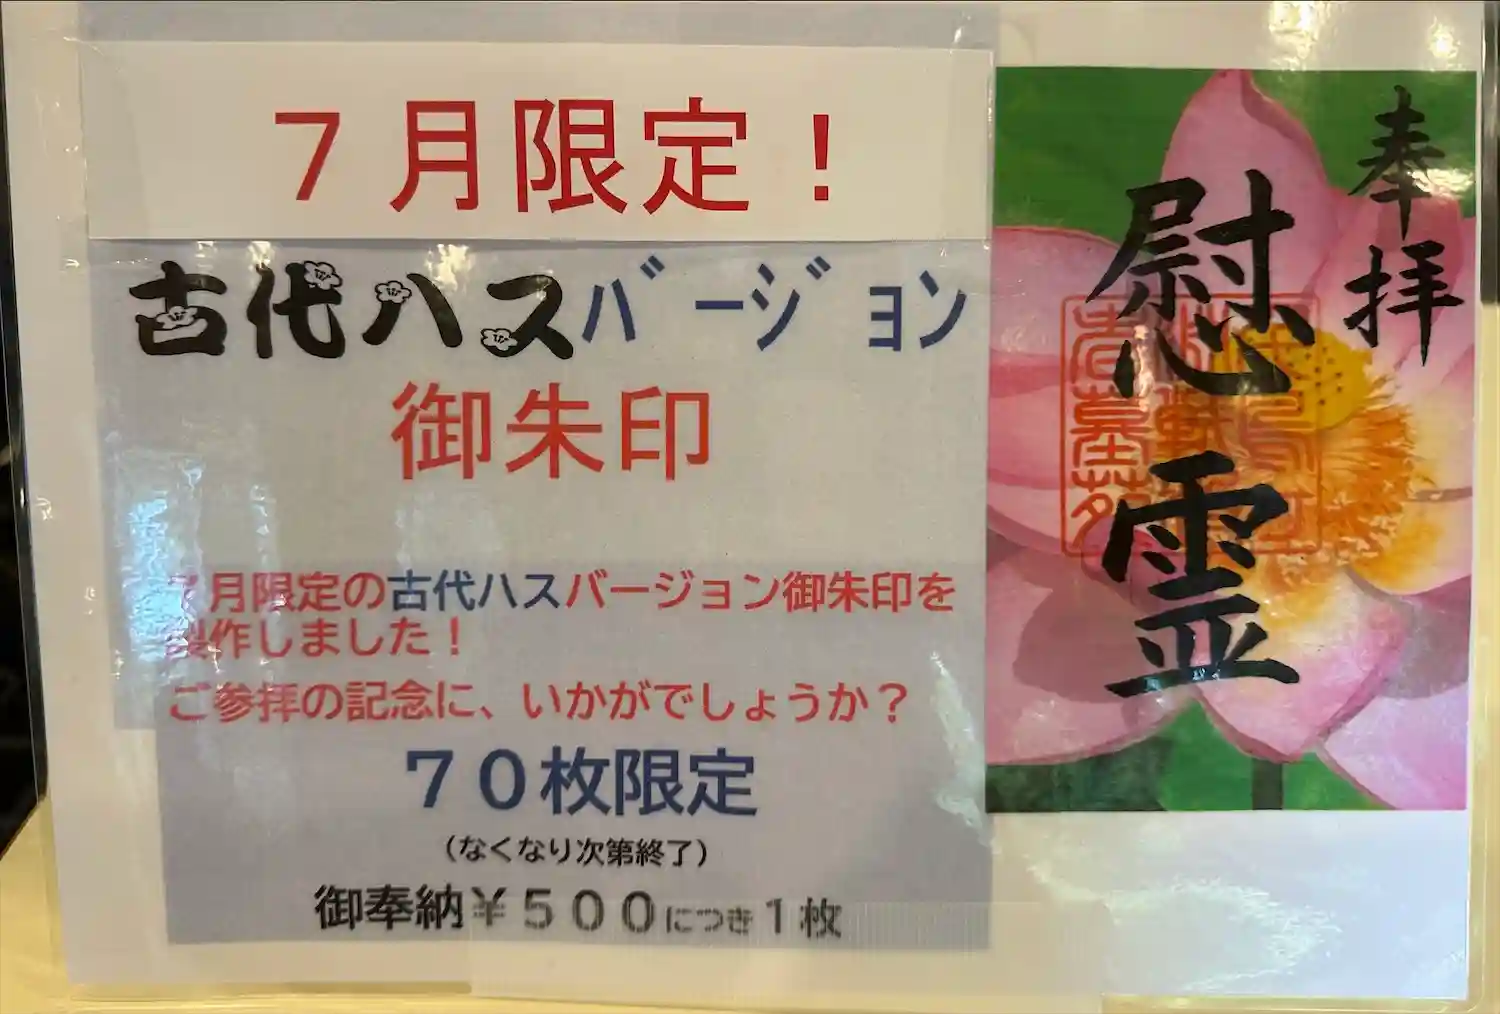 ７月限定！
古代ハスバージョン
御朱印
７月限定の古代ハスバージョン御朱印を
製作しました！
ご参拝の記念に、いかがでしょうか？
７０枚限定
（なくなり次第終了）
御奉納￥５００につき１枚
奉拝
慰霊